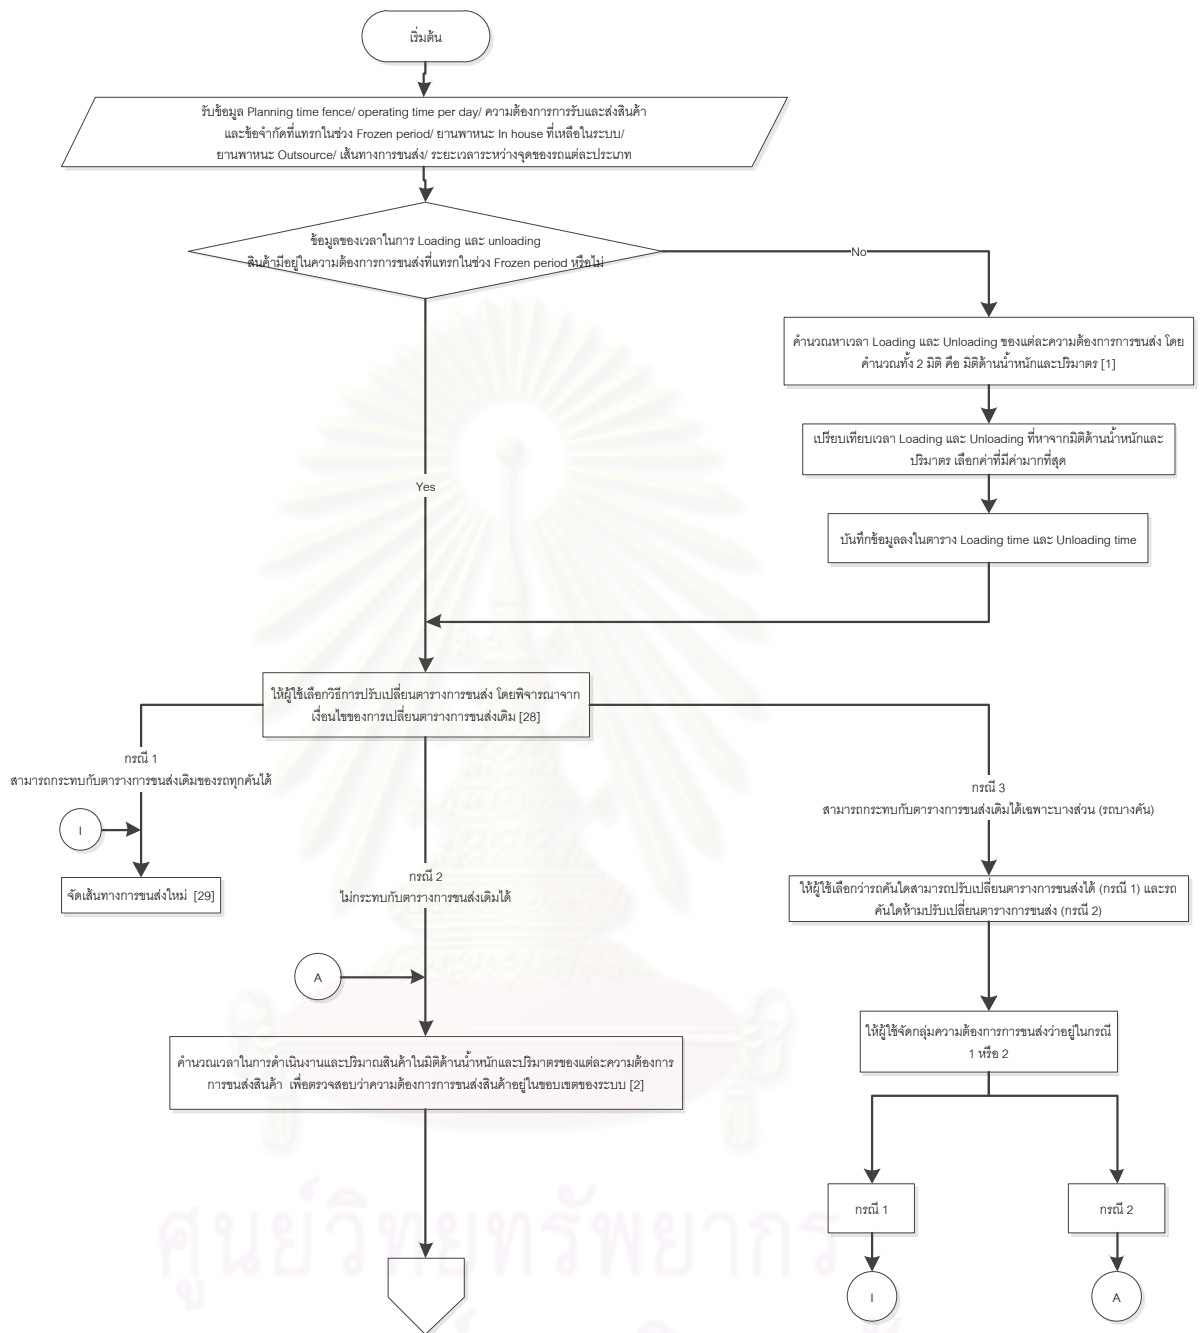 เริ่มต้น
รับข้อมูล Planning time fence/ operating time per day/ ความต้องการการรับและส่งสินค้า
และข้อจำกัดที่แทรกในช่วง Frozen period/ ยานพาหนะ In house ที่เหลือในระบบ/
ยานพาหนะ Outsource/ เส้นทางการขนส่ง/ ระยะเวลาระหว่างจุดของรถแต่ละประเภท
ข้อมูลของเวลาในการ Loading และ unloading
สินค้ามีอยู่ในความต้องการการขนส่งที่แทรกในช่วง Frozen period หรือไม่
No
คำนวณหาเวลา Loading และ Unloading ของแต่ละความต้องการการขนส่ง โดย
คำนวณทั้ง 2 มิติ คือ มิติด้านน้ำหนักและปริมาตร [1]
เปรียบเทียบเวลา Loading และ Unloading ที่หาจากมิติด้านน้ำหนักและ
ปริมาตร เลือกค่าที่มีค่ามากที่สุด
Yes
บันทึกข้อมูลลงในตาราง Loading time และ Unloading time
ให้ผู้ใช้เลือกวิธีการปรับเปลี่ยนตารางการขนส่ง โดยพิจารณาจาก
เงื่อนไขของการเปลี่ยนตารางการขนส่งเดิม [28]
กรณี 1
สามารถกระทบกับตารางการขนส่งเดิมของรถทุกคันได้
กรณี 3
สามารถกระทบกับตารางการขนส่งเดิมได้เฉพาะบางส่วน (รถบางคัน)
I
กรณี 2
ไม่กระทบกับตารางการขนส่งเดิมได้
จัดเส้นทางการขนส่งใหม่ [29]
ให้ผู้ใช้เลือกว่ารถคันใดสามารถปรับเปลี่ยนตารางการขนส่งได้ (กรณี 1) และรถ
คันใดห้ามปรับเปลี่ยนตารางการขนส่ง (กรณี 2)
A
ให้ผู้ใช้จัดกลุ่มความต้องการการขนส่งว่าอยู่ในกรณี
1 หรือ 2
คำนวณเวลาในการดำเนินงานและปริมาณสินค้าในมิติด้านน้ำหนักและปริมาตรของแต่ละความต้องการ
การขนส่งสินค้า เพื่อตรวจสอบว่าความต้องการการขนส่งสินค้าอยู่ในขอบเขตของระบบ [2]
กรณี 1
กรณี 2
ศูนย์วิทยทรัพยากร
I
A